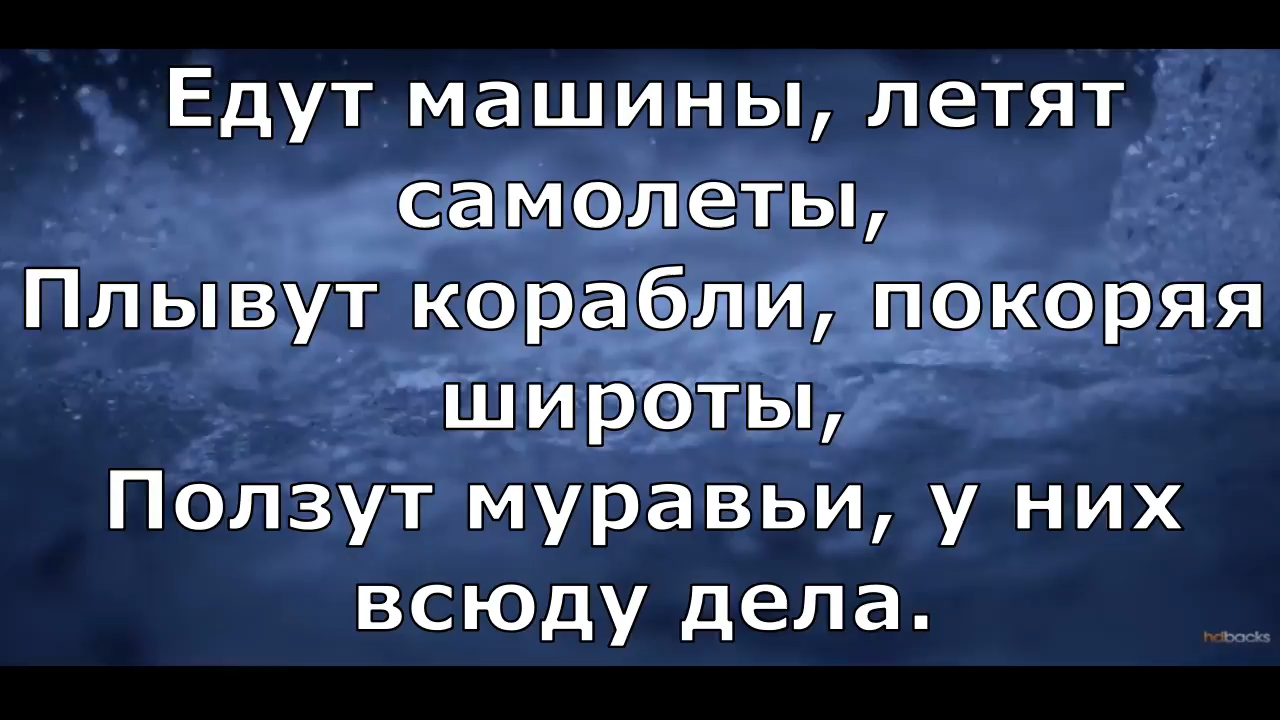 Едут машины, летят
самолеты,
Плывут корабли, покоряя
широты,
Ползут муравьи, у них
всюду дела.
hdbacks